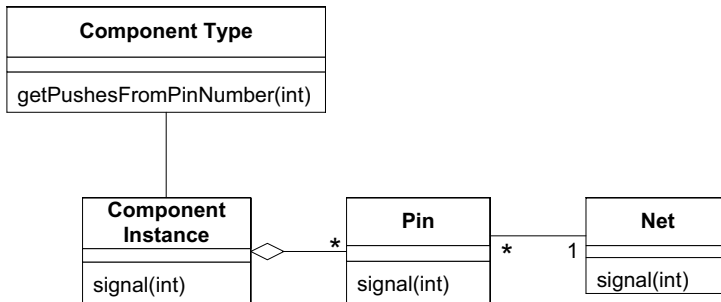 Component Type
getPushesFromPinNumber(int)
Component
Instance
signal(int)
*
Pin
signal(int)
*
1
Net
signal(int)